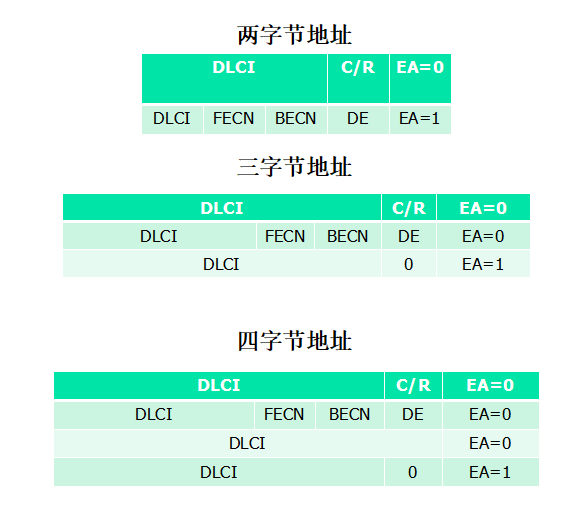 两字节地址
DLCI C/R EA=0
DLCI FECN BECN DE EA=1
三字节地址
DLCI C/R EA=0
DLCI FECN BECN DE EA=0
DLCI 0 EA=1
四字节地址
DLCI C/R EA=0
DLCI FECN BECN DE EA=0
DLCI EA=0
DLCI 0 EA=1